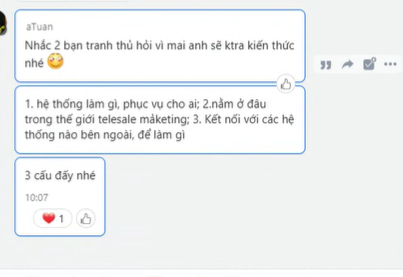 aTuan
Nhắc 2 bạn tranh thủ hỏi vì mai anh sẽ ktra kiến thức
nhé
1. hệ thống làm gì, phục vụ cho ai; 2.nằm ở đâu
trong thế giới telesale mảketing; 3. Kết nối với các hệ
thống nào bên ngoài, để làm gì
3 cấu đấy nhé
10:07
1